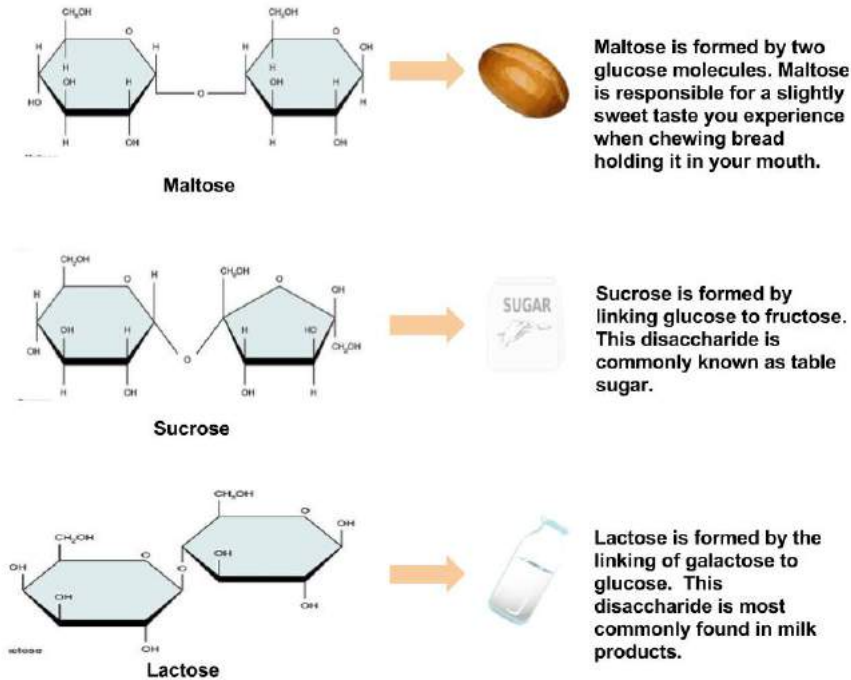 CH₂OH
CH₂OH
H
O
H
H
O
OH
H
H
OH
H
OH
H
HO
O
H
H
OH
H
OH
Maltose
Maltose is formed by two
glucose molecules. Maltose
is responsible for a slightly
sweet taste you experience
when chewing bread
holding it in your mouth.
CH₂OH
O
H
CH₂OH
O
OH
H
OH
H
H
HO
OH
O
CH₂OH
H
OH
OH
H
Sucrose
SUGAR
Sucrose is formed by
linking glucose to fructose.
This disaccharide is
commonly known as table
sugar.
CH₂OH
O
OH
CH₂OH
O
OH
O
OH
OH
OH
OH
actose
Lactose
Lactose is formed by the
linking of galactose to
glucose. This
disaccharide is most
commonly found in milk
products.